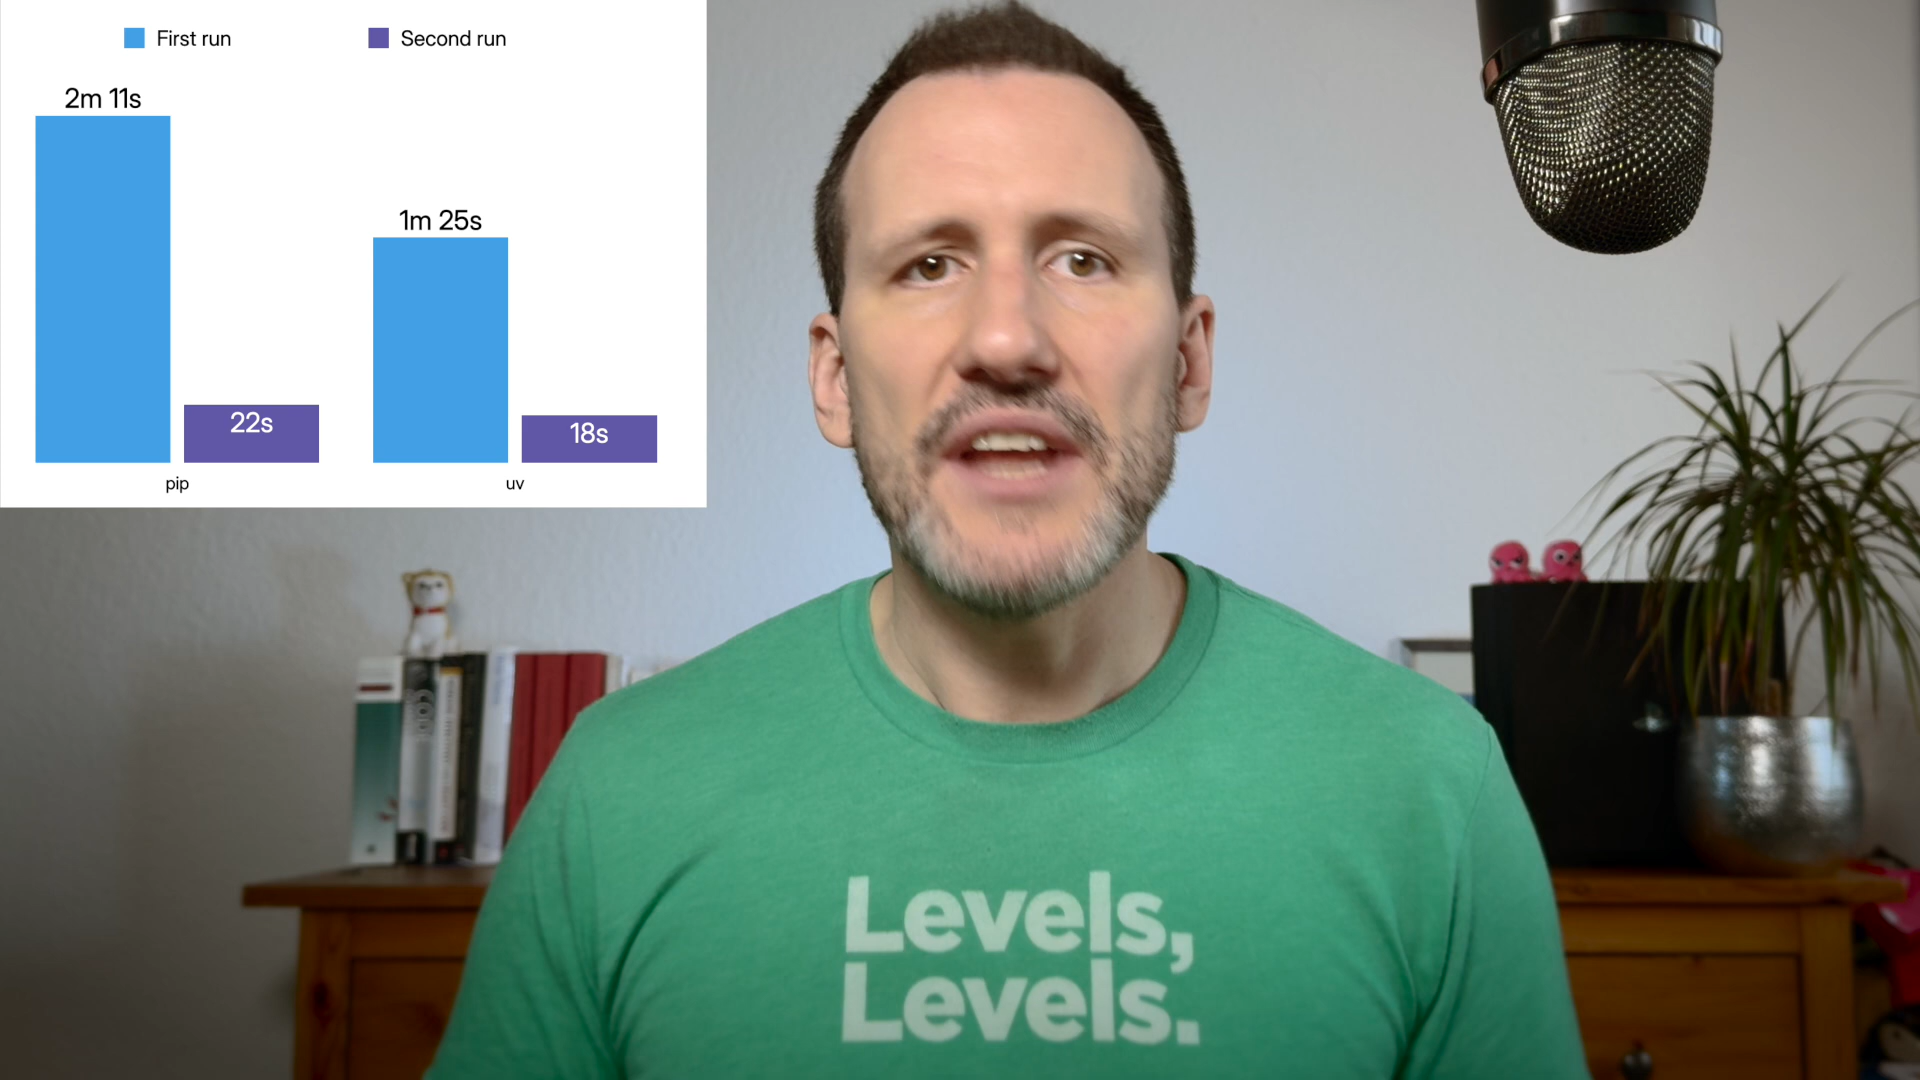 First run
Second run
2m 11s
1m 25s
22s
18s
pip
uv
Levels,
Levels.